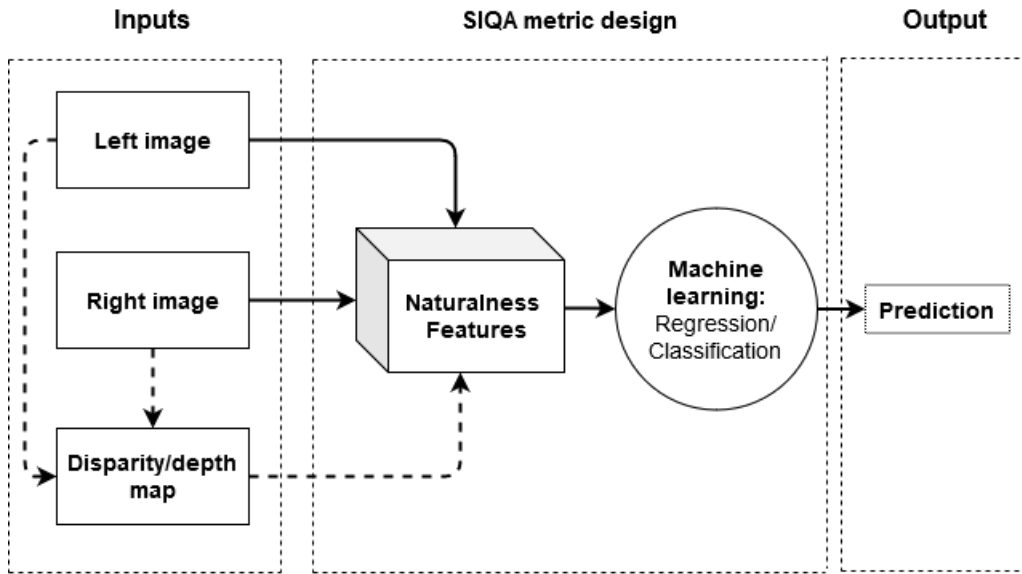 Inputs
SIQA metric design
Output
Left image
Right image
Disparity/depth
map
Naturalness
Features
Machine
learning:
Regression/
Classification
Prediction